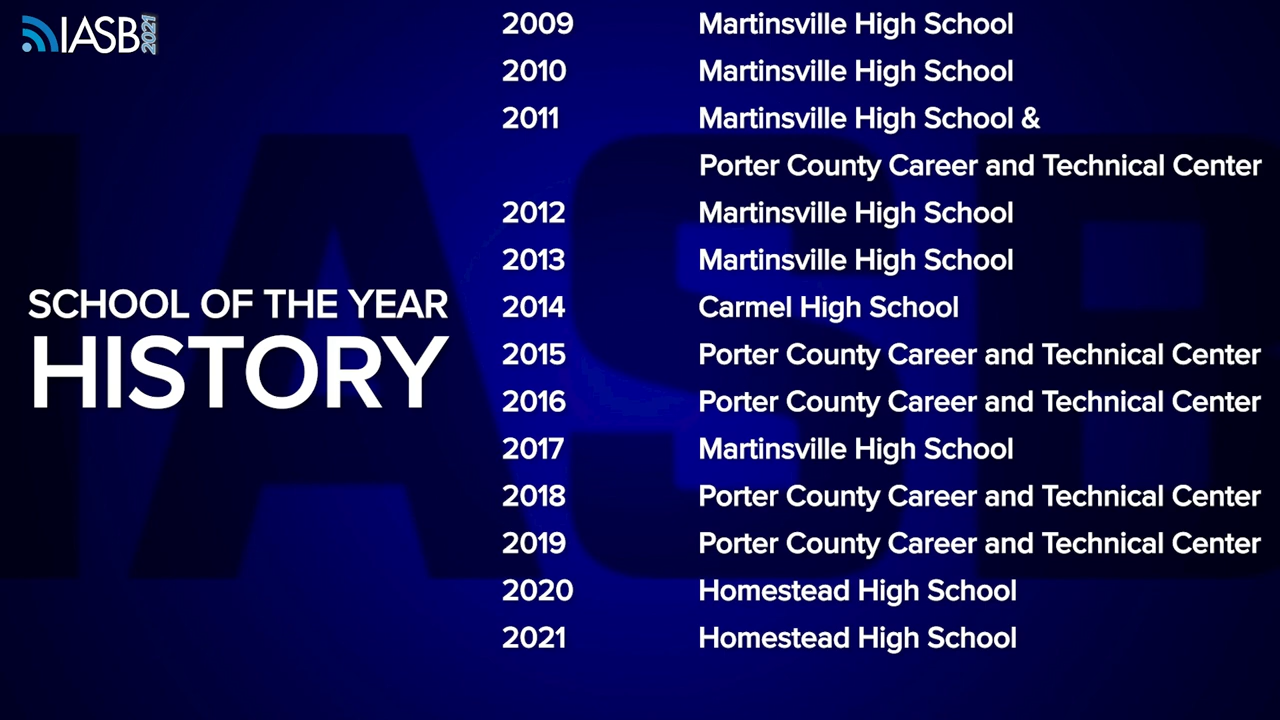 IASB 2021
SCHOOL OF THE YEAR
HISTORY
2009 Martinsville High School
2010 Martinsville High School
2011 Martinsville High School &
Porter County Career and Technical Center
2012 Martinsville High School
2013 Martinsville High School
2014 Carmel High School
2015 Porter County Career and Technical Center
2016 Porter County Career and Technical Center
2017 Martinsville High School
2018 Porter County Career and Technical Center
2019 Porter County Career and Technical Center
2020 Homestead High School
2021 Homestead High School
IASB